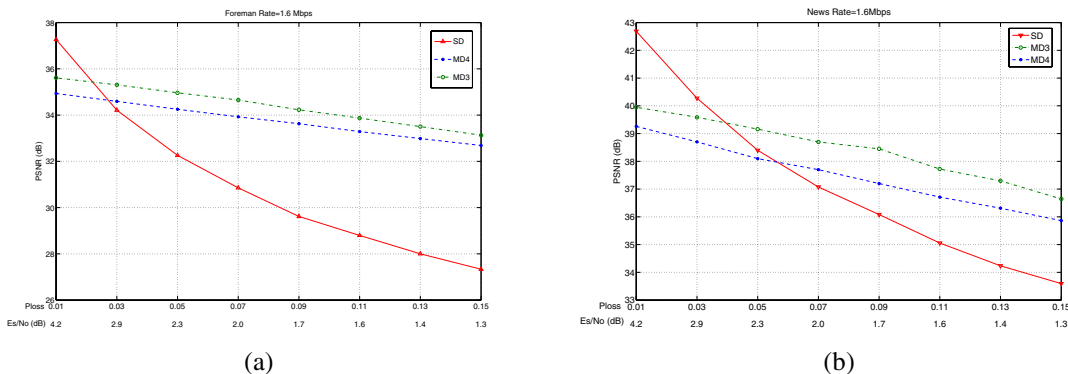 Foreman Rate=1.6 Mbps
38
36
34
32
30
28
26
PSNR (dB)
SD
MD4
MD3
Ploss 0.01 0.03 0.05 0.07 0.09 0.11 0.13 0.15
Es/No (dB) 4.2 2.9 2.3 2.0 1.7 1.6 1.4 1.3
(a)
News Rate=1.6Mbps
43
42
41
40
39
38
37
36
35
34
33
PSNR (dB)
SD
MD3
MD4
Ploss 0.01 0.03 0.05 0.07 0.09 0.11 0.13 0.15
Es/No (dB) 4.2 2.9 2.3 2.0 1.7 1.6 1.4 1.3
(b)